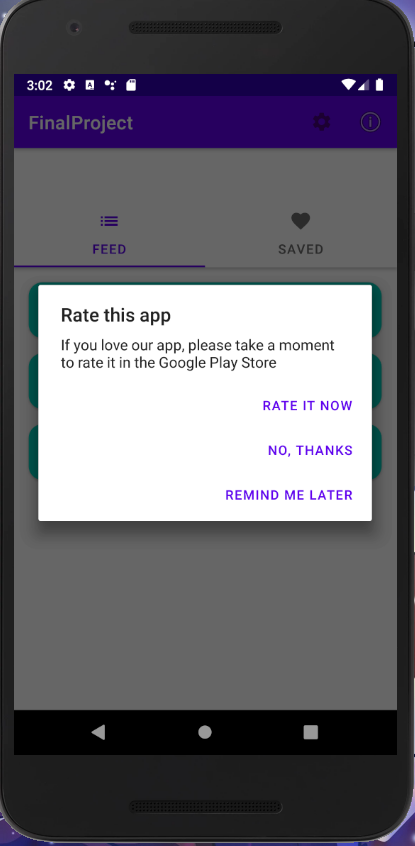 3:02
FinalProject
FEED
SAVED
Rate this app
If you love our app, please take a moment
to rate it in the Google Play Store
RATE IT NOW
NO, THANKS
REMIND ME LATER